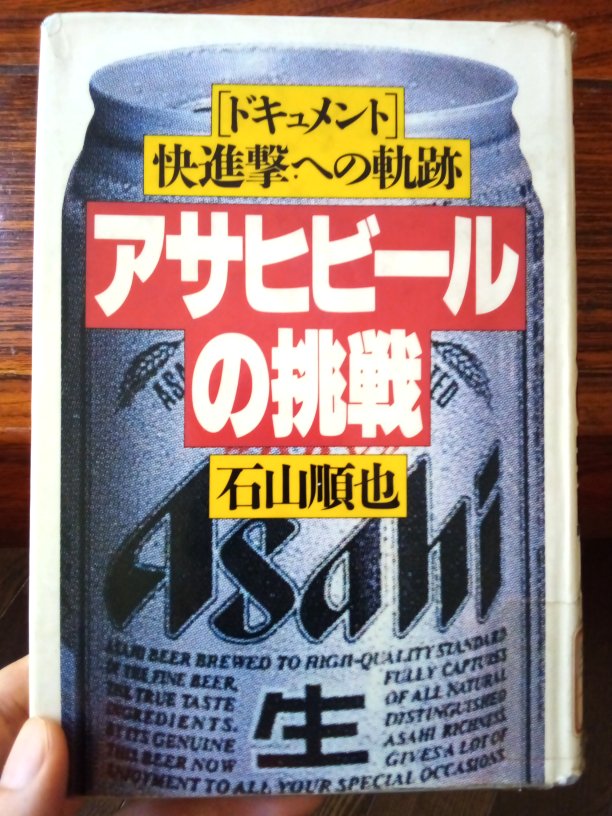 [ドキュメント]
快進撃への軌跡
アサヒビール
の挑戦
石山順也
Asahi
ASAHI BEER BREWED TO HIGH-QUALITY STANDARD
OF THE FINE BEER,
THE TRUE TASTE
INGREDIENTS.
BY ITS GENUINE
THIS BEER NOW
生
FULLY CAPTURES
OF ALL NATURAL
DISTINGUISHED
ASAHI RICHNESS
GIVES A LOT OF
ENJOYMENT TO ALL YOUR SPECIAL OCCASIONS.